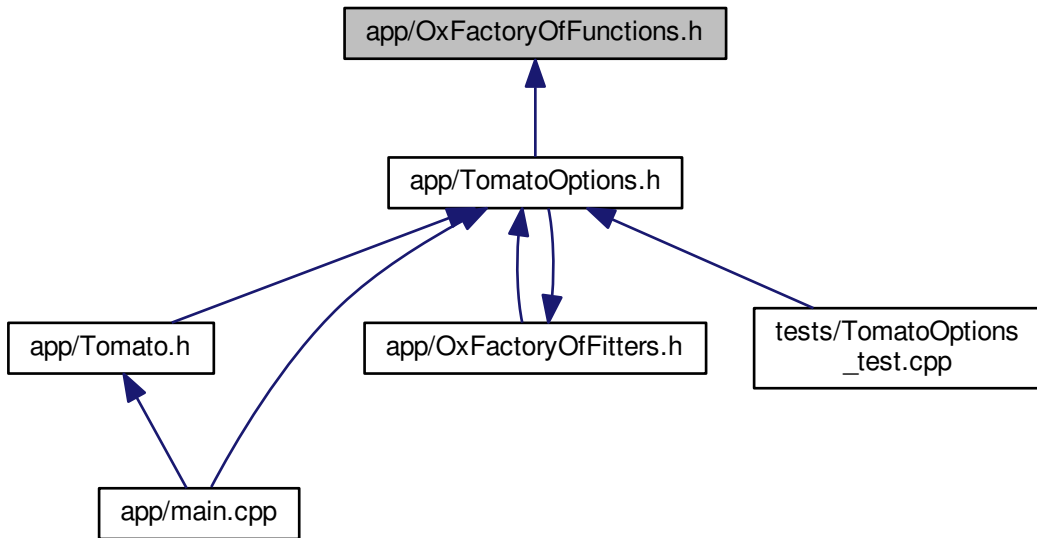 app/OxFactoryOfFunctions.h
app/TomatoOptions.h
app/Tomato.h
app/OxFactoryOfFitters.h
tests/TomatoOptions
_test.cpp
app/main.cpp